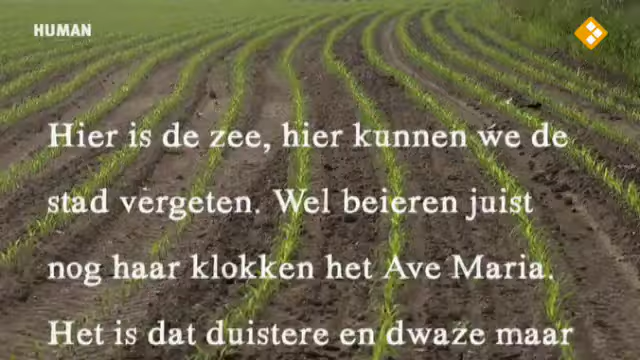 HUMAN
Hier is de zee, hier kunnen we de
stad vergeten. Wel beieren juist
nog haar klokken het Ave Maria.
Het is dat duistere en dwaze maar